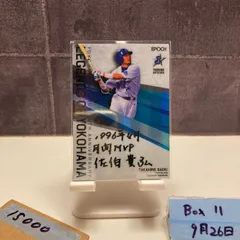 EPOCH
LEGENDS OF YOKOHAMA
1996年4月
月間MVP
佐伯貴弘
TAKAHIRO SAEKI
15000
Box 11
9月26日